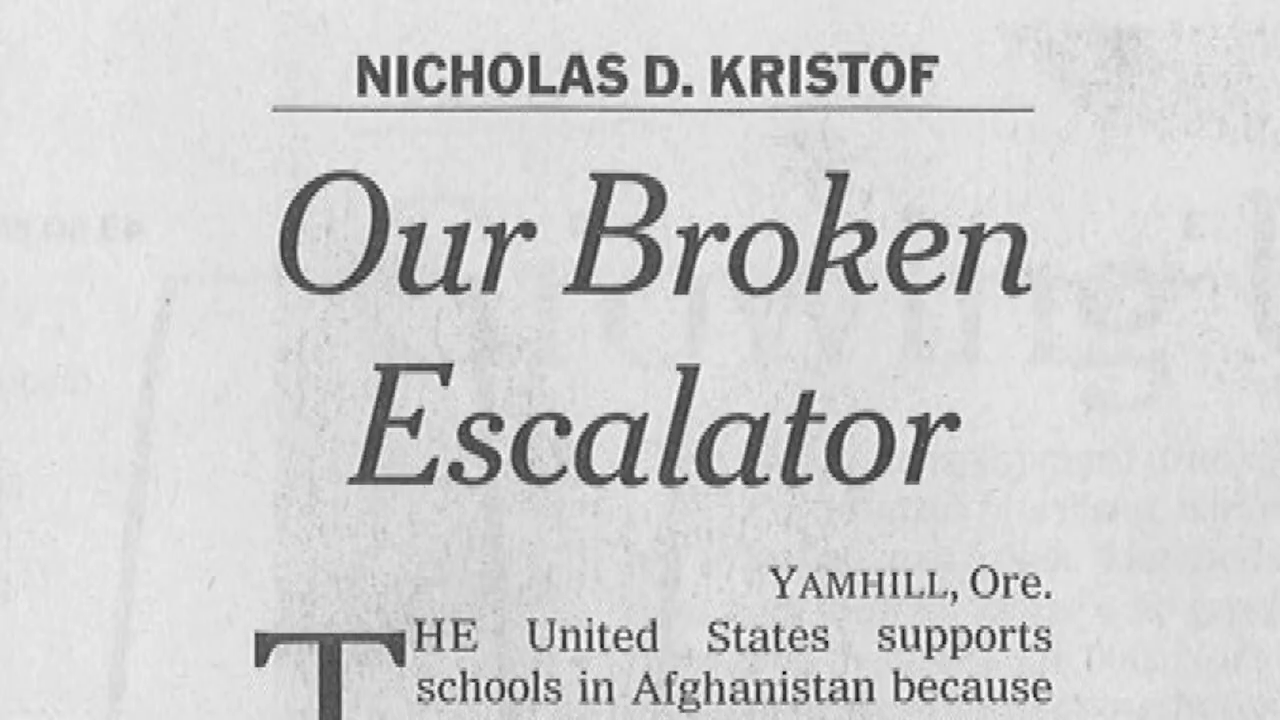 NICHOLAS D. KRISTOF
Our Broken
Escalator
YAMHILL, Ore.
THE United States supports
schools in Afghanistan because